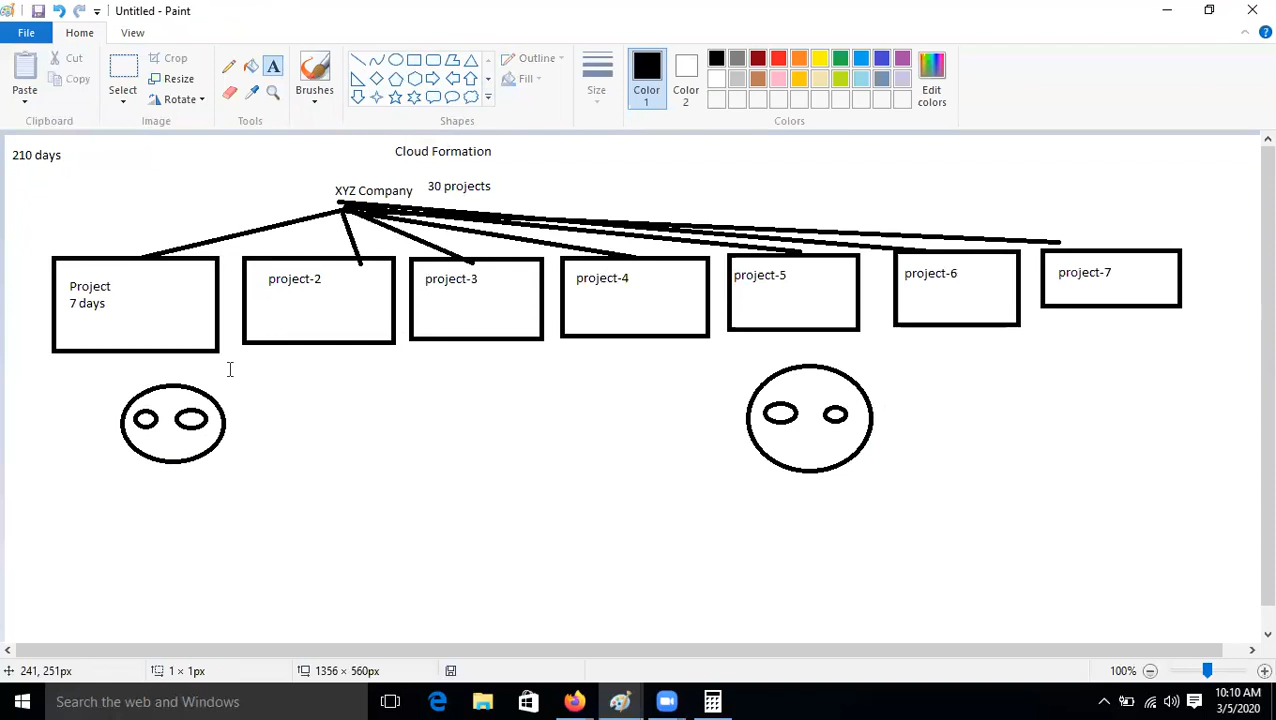 Untitled - Paint
File
Home
View
Paste
Cut
Copy
Clipboard
Select
Crop
Resize
Rotate
Image
A
Tools
Brushes
Shapes
Outline
Fill
Size
Color 1
Color 2
Edit colors
Colors
210 days
Cloud Formation
XYZ Company
30 projects
Project
7 days
project-2
project-3
project-4
project-5
project-6
project-7
241, 251px
1 × 1px
1356 × 560px
100%
Search the web and Windows
10:10 AM
3/5/2020